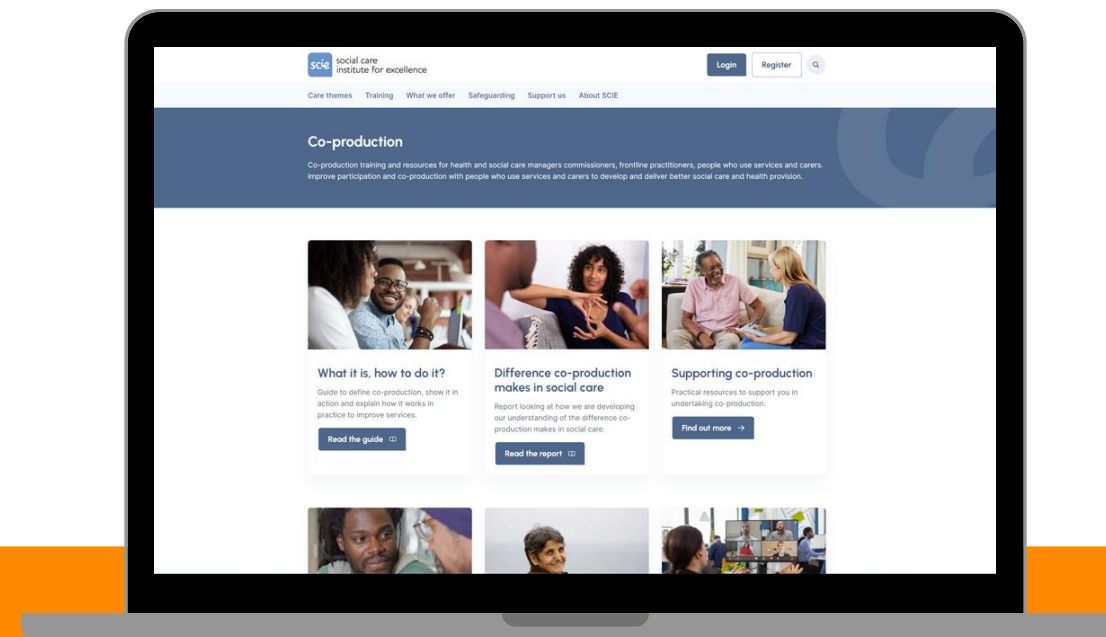 scie social care
institute for excellence
Login Register
Care themes Training What we offer Safeguarding Support us About SCIE
Co-production
Co-production training and resources for health and social care managers commissioners, frontline practitioners, people who use services and carers.
Improve participation and co-production with people who use services and carers to develop and deliver better social care and health provision.
What it is, how to do it?
Guide to define co-production, show it in
action and explain how it works in
practice to improve services.
Read the guide
Difference co-production
makes in social care
Report looking at how we are developing
our understanding of the difference co-
production makes in social care.
Read the report
Supporting co-production
Practical resources to support you in
undertaking co-production.
Find out more →